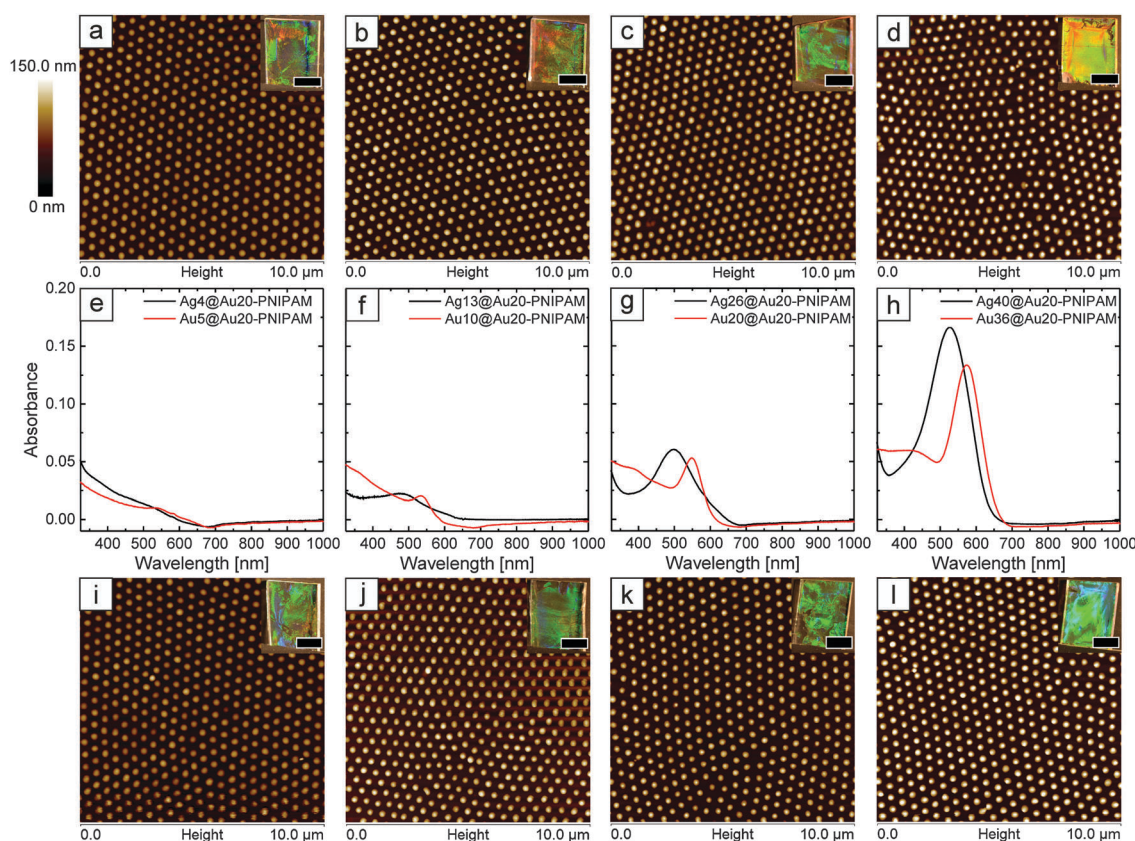 a
b
c
d
150.0 nm
0 nm
0.0 Height 10.0 µm
0.0 Height 10.0 µm
0.0 Height 10.0 µm
0.0 Height 10.0 µm
e
Ag4@Au20-PNIPAM
Au5@Au20-PNIPAM
f
Ag13@Au20-PNIPAM
Au10@Au20-PNIPAM
g
Ag26@Au20-PNIPAM
Au20@Au20-PNIPAM
h
Ag40@Au20-PNIPAM
Au36@Au20-PNIPAM
Absorbance
0.20
0.15
0.10
0.05
0.00
400 500 600 700 800 900 1000
400 500 600 700 800 900 1000
400 500 600 700 800 900 1000
400 500 600 700 800 900 1000
Wavelength [nm]
Wavelength [nm]
Wavelength [nm]
Wavelength [nm]
i
j
k
l
0.0 Height 10.0 µm
0.0 Height 10.0 µm
0.0 Height 10.0 µm
0.0 Height 10.0 µm